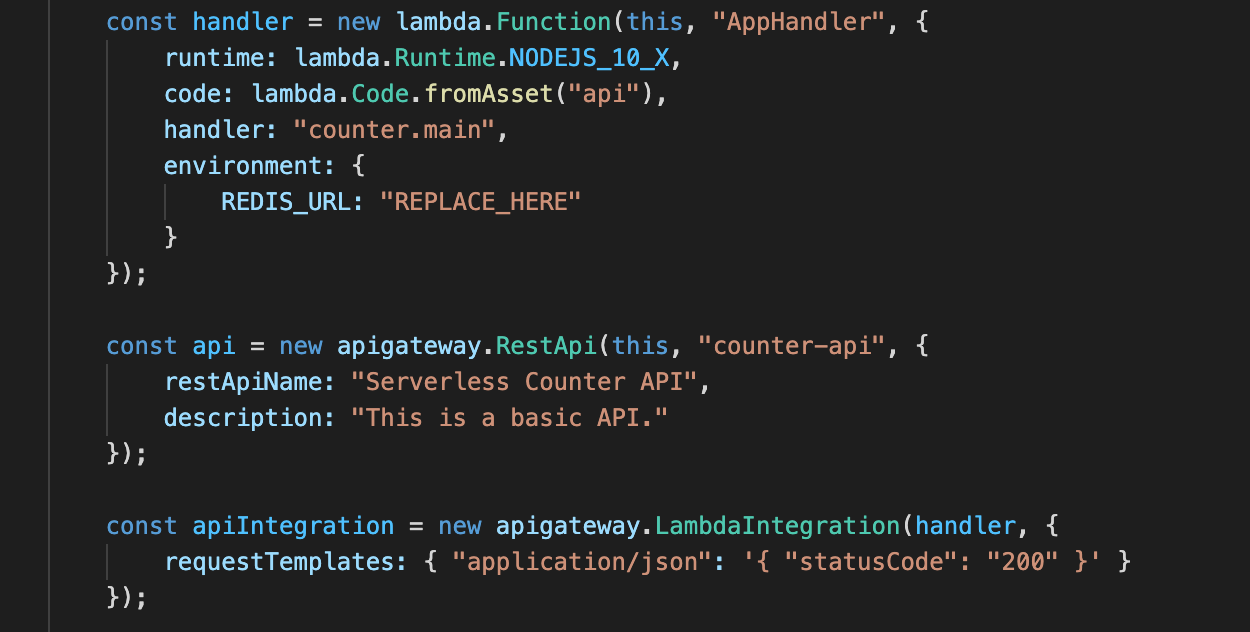 const handler = new lambda.Function(this, "AppHandler", {
runtime: lambda.Runtime.NODEJS_10_X,
code: lambda.Code.fromAsset("api"),
handler: "counter.main",
environment: {
REDIS_URL: "REPLACE_HERE"
}
});
const api = new apigateway.RestApi(this, "counter-api", {
restApiName: "Serverless Counter API",
description: "This is a basic API."
});
const apiIntegration = new apigateway.LambdaIntegration(handler, {
requestTemplates: { "application/json": '{ "statusCode": "200" }' }
});